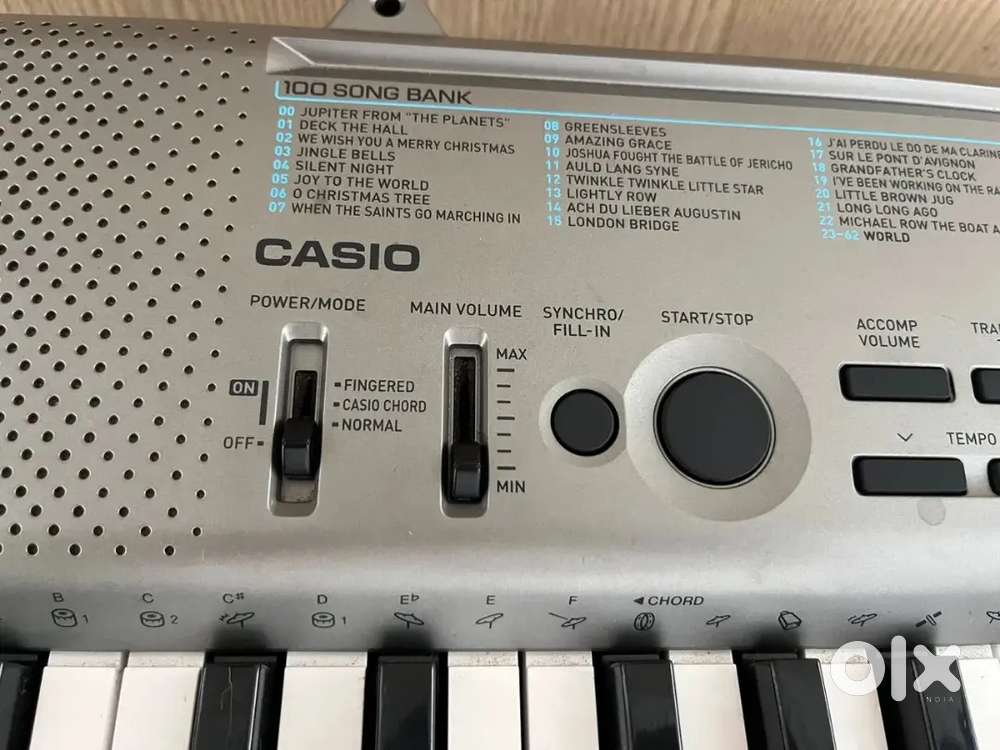 100 SONG BANK
00 JUPITER FROM "THE PLANETS"
01 DECK THE HALL
02 WE WISH YOU A MERRY CHRISTMAS
03 JINGLE BELLS
04 SILENT NIGHT
05 JOY TO THE WORLD
06 O CHRISTMAS TREE
07 WHEN THE SAINTS GO MARCHING IN
08 GREENSLEEVES
09 AMAZING GRACE
10 JOSHUA FOUGHT THE BATTLE OF JERICHO
11 AULD LANG SYNE
12 TWINKLE TWINKLE LITTLE STAR
13 LIGHTLY ROW
14 ACH DU LIEBER AUGUSTIN
15 LONDON BRIDGE
16 J'AI PERDU LE DO DE MA CLARINE
17 SUR LE PONT D'AVIGNON
18 GRANDFATHER'S CLOCK
19 I'VE BEEN WORKING ON THE RA
20 LITTLE BROWN JUG
21 LONG LONG AGO
22 MICHAEL ROW THE BOAT A
23-62 WORLD
CASIO
POWER/MODE
ON
OFF
FINGERED
CASIO CHORD
NORMAL
MAIN VOLUME
MAX
MIN
SYNCHRO/
FILL-IN
START/STOP
ACCOMP
VOLUME
TRA
TEMPO
B C C# D E♭ E F ◄CHORD
1 2 1
olx
INDIA